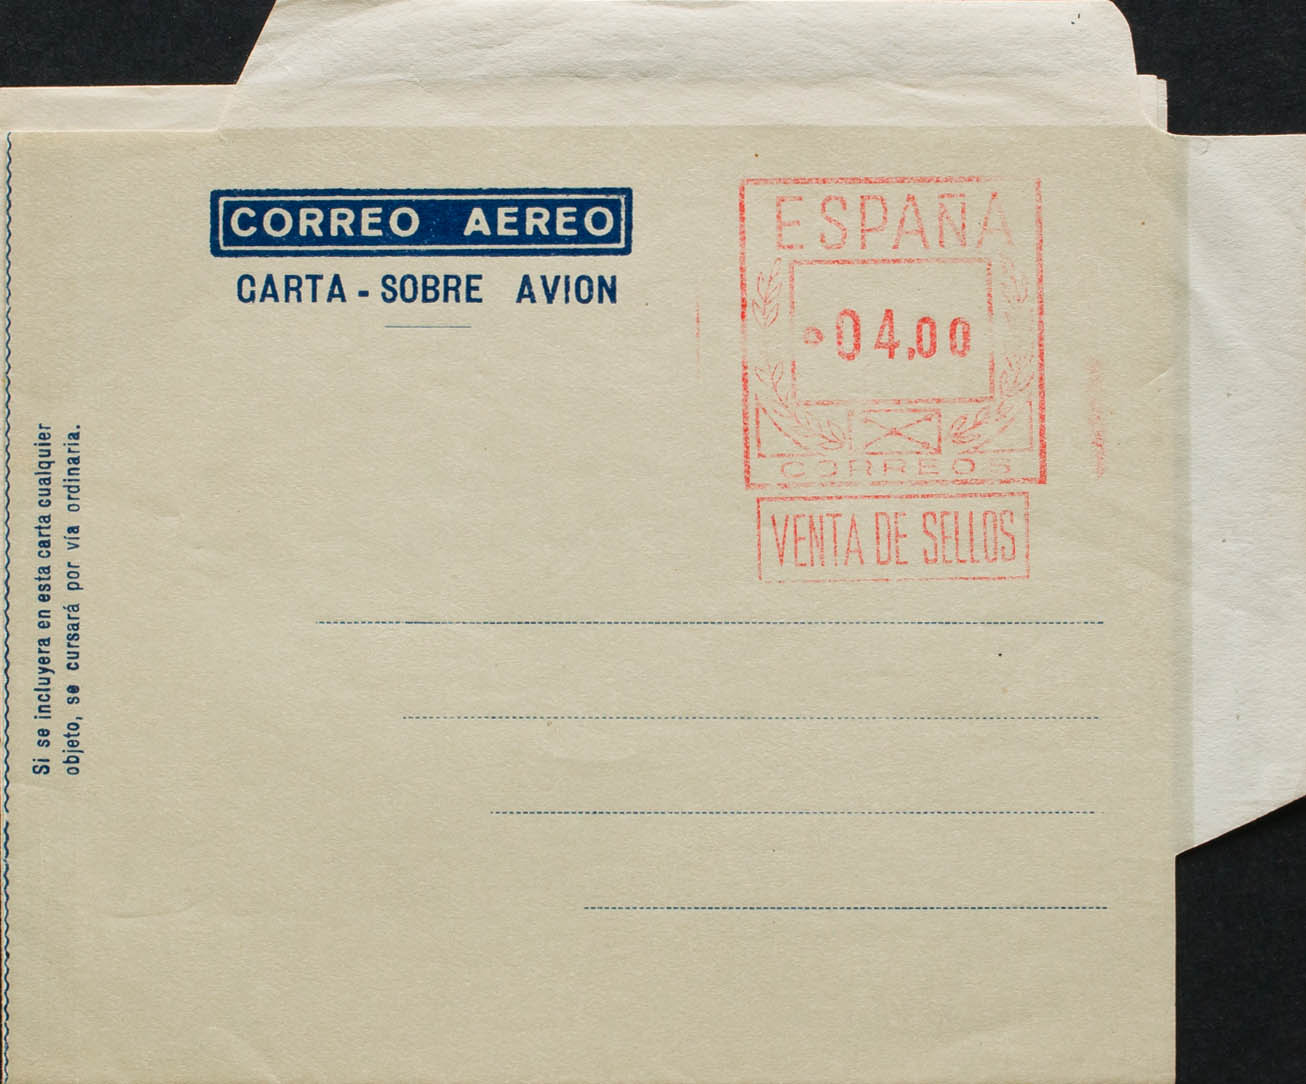 CORREO AEREO
CARTA - SOBRE AVION
ESPAÑA
04,00
CORREOS
VENTA DE SELLOS
Si se incluyera en esta carta cualquier
objeto, se cursará por vía ordinaria.